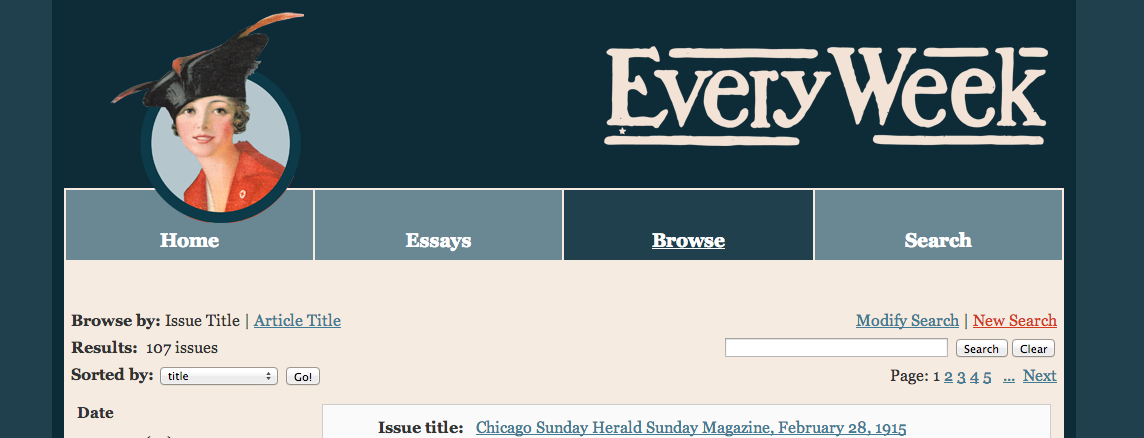 Every Week
Home Essays Browse Search
Browse by: Issue Title | Article Title
Modify Search | New Search
Results: 107 issues
Search Clear
Sorted by: title Go!
Page: 1 2 3 4 5 ... Next
Date
Issue title: Chicago Sunday Herald Sunday Magazine, February 28, 1915